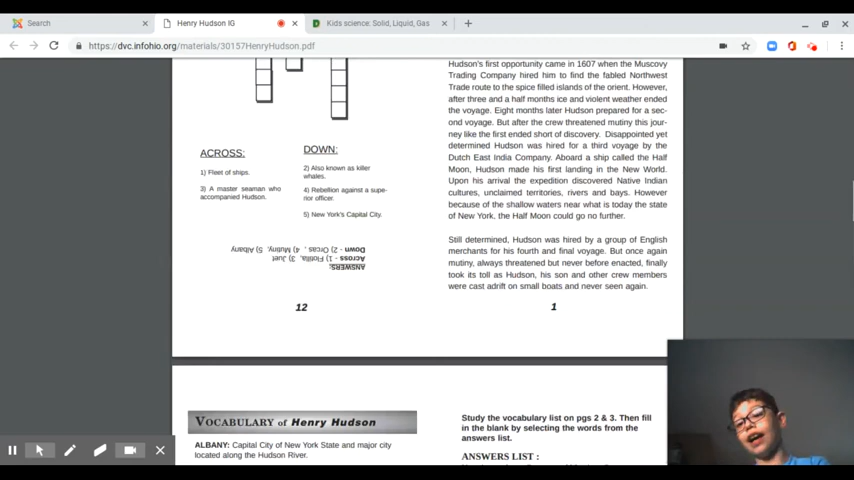 Search
Henry Hudson IG
Kids science: Solid, Liquid, Gas
https://dvc.infohio.org/materials/30157HenryHudson.pdf
ACROSS:
1) Fleet of ships.
3) A master seaman who
accompanied Hudson.
DOWN:
2) Also known as killer
whales.
4) Rebellion against a supe-
rior officer.
5) New York's Capital City.
ANSWERS:
Across - 1) Flotilla, 3) Juet
Down - 2) Orcas , 4) Mutiny, 5) Albany
12
Hudson's first opportunity came in 1607 when the Muscovy
Trading Company hired him to find the fabled Northwest
Trade route to the spice filled islands of the orient. However,
after three and a half months ice and violent weather ended
the voyage. Eight months later Hudson prepared for a sec-
ond voyage. But after the crew threatened mutiny this jour-
ney like the first ended short of discovery. Disappointed yet
determined Hudson was hired for a third voyage by the
Dutch East India Company. Aboard a ship called the Half
Moon, Hudson made his first landing in the New World.
Upon his arrival the expedition discovered Native Indian
cultures, unclaimed territories, rivers and bays. However
because of the shallow waters near what is today the state
of New York, the Half Moon could go no further.
Still determined, Hudson was hired by a group of English
merchants for his fourth and final voyage. But once again
mutiny, always threatened but never before enacted, finally
took its toll as Hudson, his son and other crew members
were cast adrift on small boats and never seen again.
1
VOCABULARY of Henry Hudson
ALBANY: Capital City of New York State and major city
located along the Hudson River.
Study the vocabulary list on pgs 2 & 3. Then fill
in the blank by selecting the words from the
answers list.
ANSWERS LIST :